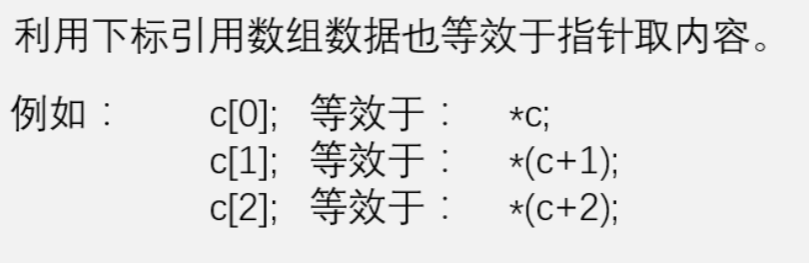 利用下标引用数组数据也等效于指针取内容。
例如： c[0]; 等效于： *c;
c[1]; 等效于： *(c+1);
c[2]; 等效于： *(c+2);